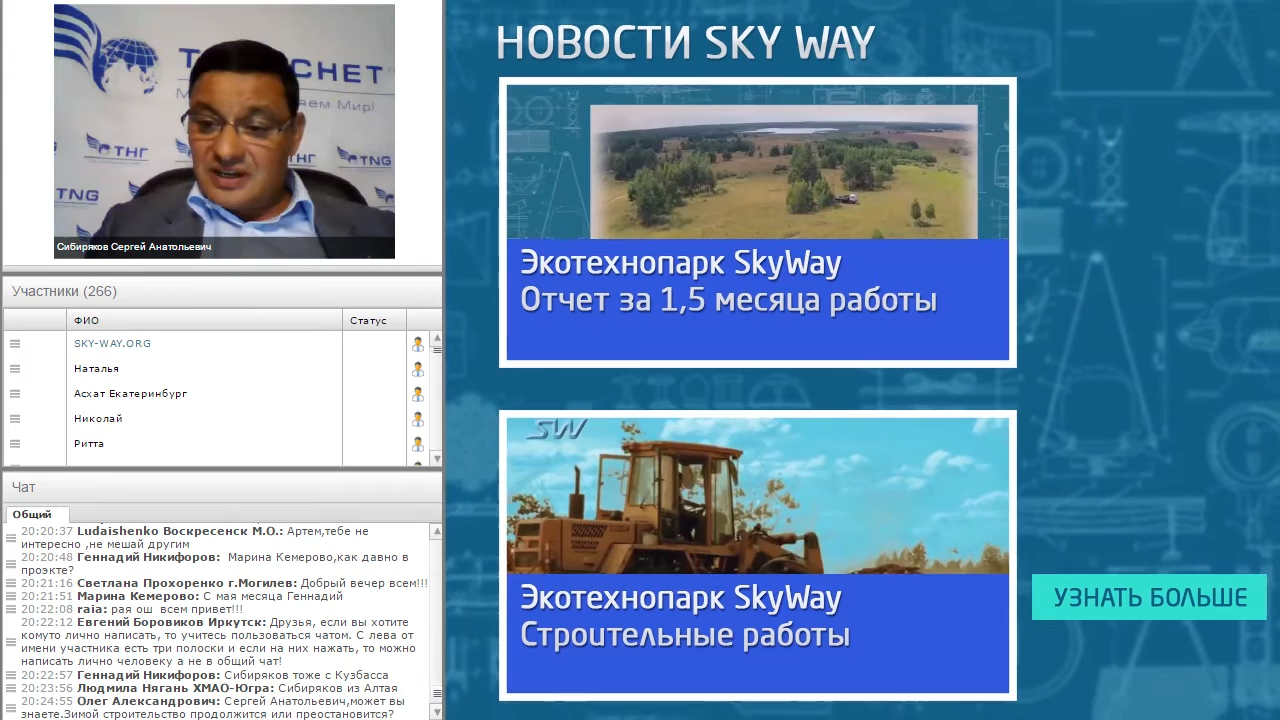 ЧЕТ
яем Мир!
ТНГ
TNG
TNG
Сибиряков Сергей Анатольевич
Участники (266)
ФИО Статус
SKY-WAY.ORG
Наталья
Асхат Екатеринбург
Николай
Ритта
Чат
Общий
20:20:37 Ludaishenko Воскресенск М.О.: Артем,тебе не
интересно ,не мешай другим
20:20:48 Геннадий Никифоров: Марина Кемерово,как давно в
проэкте?
20:21:16 Светлана Прохоренко г.Могилев: Добрый вечер всем!!!
20:21:51 Марина Кемерово: С мая месяца Геннадий
20:22:08 raia: рая ош всем привет!!!
20:22:12 Евгений Боровиков Иркутск: Друзья, если вы хотите
комуто лично написать, то учитесь пользоваться чатом. С лева от
имени участника есть три полоски и если на них нажать, то можно
написать лично человеку а не в общий чат!
20:22:57 Геннадий Никифоров: Сибиряков тоже с Кузбасса
20:23:56 Людмила Нягань ХМАО-Югра: Сибиряков из Алтая
20:24:55 Олег Александрович: Сергей Анатольевич,может вы
знаете.Зимой строительство продолжится или преостановится?
НОВОСТИ SKY WAY
Экотехнопарк SkyWay
Отчет за 1,5 месяца работы
SW
Экотехнопарк SkyWay
Строительные работы
УЗНАТЬ БОЛЬШЕ